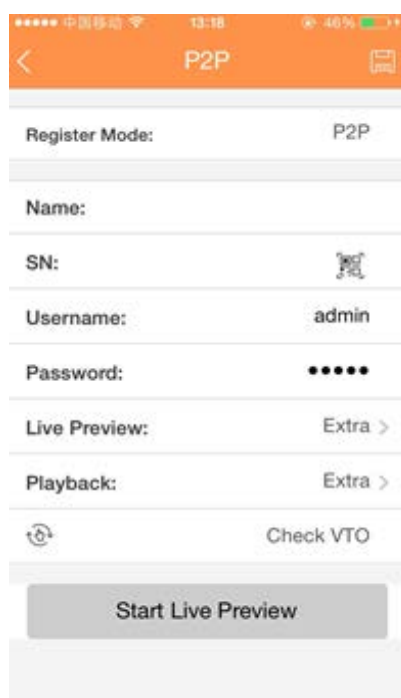 中国移动 13:18 46%
P2P
Register Mode: P2P
Name:
SN:
Username: admin
Password: •••••
Live Preview: Extra >
Playback: Extra >
Check VTO
Start Live Preview